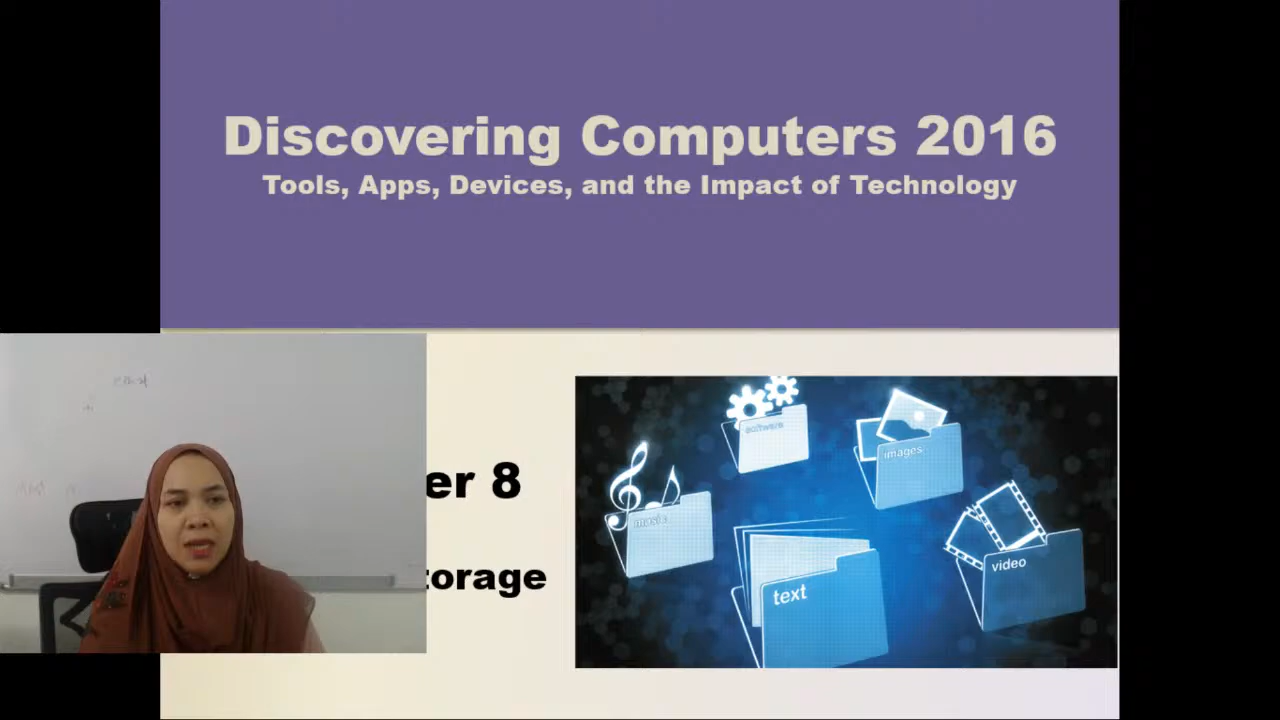 Discovering Computers 2016
Tools, Apps, Devices, and the Impact of Technology
er 8
torage
software
images
music
text
video